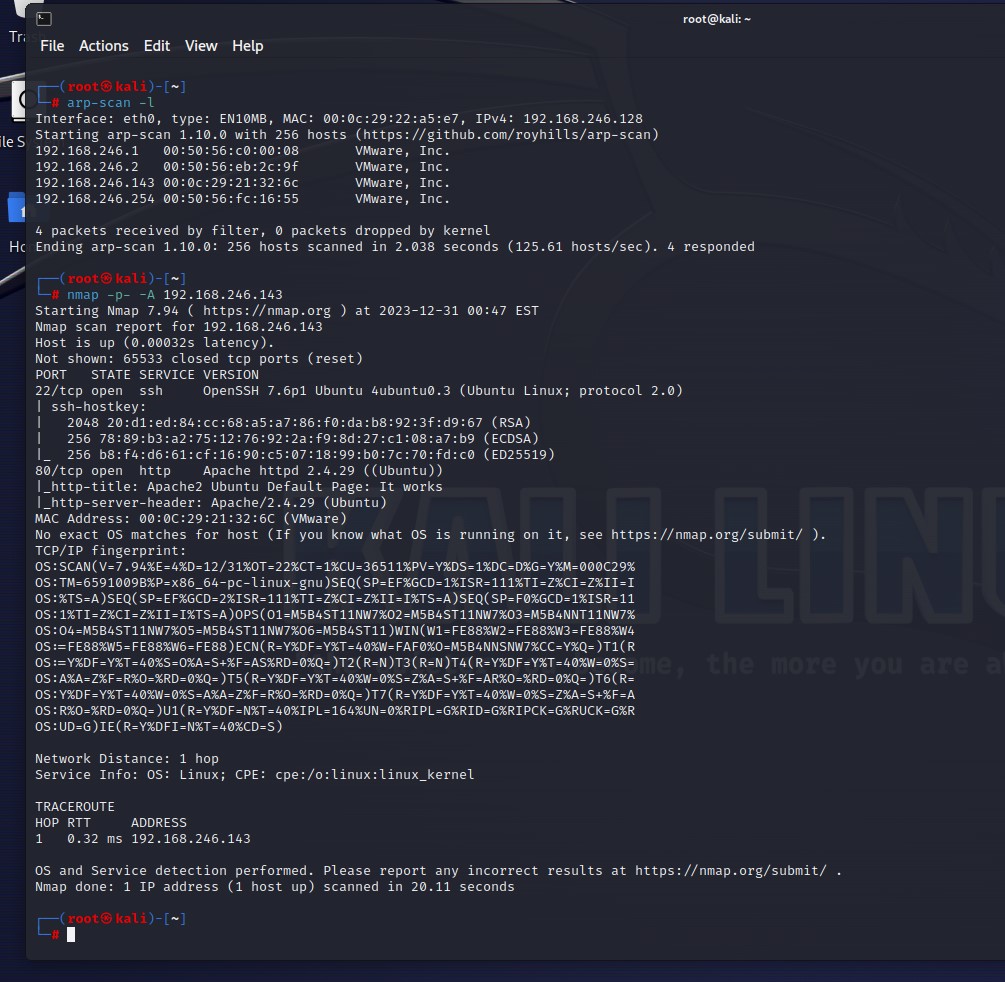 root@kali: ~
Tra
File Actions Edit View Help
┌──(root㉿kali)-[~]
└─# arp-scan -l
Interface: eth0, type: EN10MB, MAC: 00:0c:29:22:a5:e7, IPv4: 192.168.246.128
Starting arp-scan 1.10.0 with 256 hosts (https://github.com/royhills/arp-scan)
192.168.246.1 00:50:56:c0:00:08 VMware, Inc.
192.168.246.2 00:50:56:eb:2c:9f VMware, Inc.
192.168.246.143 00:0c:29:21:32:6c VMware, Inc.
192.168.246.254 00:50:56:fc:16:55 VMware, Inc.
4 packets received by filter, 0 packets dropped by kernel
Ending arp-scan 1.10.0: 256 hosts scanned in 2.038 seconds (125.61 hosts/sec). 4 responded
┌──(root㉿kali)-[~]
└─# nmap -p- -A 192.168.246.143
Starting Nmap 7.94 ( https://nmap.org ) at 2023-12-31 00:47 EST
Nmap scan report for 192.168.246.143
Host is up (0.00032s latency).
Not shown: 65533 closed tcp ports (reset)
PORT STATE SERVICE VERSION
22/tcp open ssh OpenSSH 7.6p1 Ubuntu 4ubuntu0.3 (Ubuntu Linux; protocol 2.0)
| ssh-hostkey:
| 2048 20:d1:ed:84:cc:68:a5:a7:86:f0:da:b8:92:3f:d9:67 (RSA)
| 256 78:89:b3:a2:75:12:76:92:2a:f9:8d:27:c1:08:a7:b9 (ECDSA)
|_ 256 b8:f4:d6:61:cf:16:90:c5:07:18:99:b0:7c:70:fd:c0 (ED25519)
80/tcp open http Apache httpd 2.4.29 ((Ubuntu))
|_http-title: Apache2 Ubuntu Default Page: It works
|_http-server-header: Apache/2.4.29 (Ubuntu)
MAC Address: 00:0C:29:21:32:6C (VMware)
No exact OS matches for host (If you know what OS is running on it, see https://nmap.org/submit/ ).
TCP/IP fingerprint:
OS:SCAN(V=7.94%E=4%D=12/31%OT=22%CT=1%CU=36511%PV=Y%DS=1%DC=D%G=Y%M=000C29%
OS:TM=6591009B%P=x86_64-pc-linux-gnu)SEQ(SP=EF%GCD=1%ISR=111%TI=Z%CI=Z%II=I
OS:%TS=A)SEQ(SP=EF%GCD=2%ISR=111%TI=Z%CI=Z%II=I%TS=A)SEQ(SP=F0%GCD=1%ISR=11
OS:1%TI=Z%CI=Z%II=I%TS=A)OPS(O1=M5B4ST11NW7%O2=M5B4ST11NW7%O3=M5B4NNT11NW7%
OS:O4=M5B4ST11NW7%O5=M5B4ST11NW7%O6=M5B4ST11)WIN(W1=FE88%W2=FE88%W3=FE88%W4
OS:=FE88%W5=FE88%W6=FE88)ECN(R=Y%DF=Y%T=40%W=FAF0%O=M5B4NNSNW7%CC=Y%Q=)T1(R
OS:=Y%DF=Y%T=40%S=O%A=S+%F=AS%RD=0%Q=)T2(R=N)T3(R=N)T4(R=Y%DF=Y%T=40%W=0%S=
OS:A%A=Z%F=R%O=%RD=0%Q=)T5(R=Y%DF=Y%T=40%W=0%S=Z%A=S+%F=AR%O=%RD=0%Q=)T6(R=
OS:Y%DF=Y%T=40%W=0%S=A%A=Z%F=R%O=%RD=0%Q=)T7(R=Y%DF=Y%T=40%W=0%S=Z%A=S+%F=A
OS:R%O=%RD=0%Q=)U1(R=Y%DF=N%T=40%IPL=164%UN=0%RIPL=G%RID=G%RIPCK=G%RUCK=G%R
OS:UD=G)IE(R=Y%DFI=N%T=40%CD=S)
Network Distance: 1 hop
Service Info: OS: Linux; CPE: cpe:/o:linux:linux_kernel
TRACEROUTE
HOP RTT ADDRESS
1 0.32 ms 192.168.246.143
OS and Service detection performed. Please report any incorrect results at https://nmap.org/submit/ .
Nmap done: 1 IP address (1 host up) scanned in 20.11 seconds
┌──(root㉿kali)-[~]
└─#
ile S
Ho
KALI LINU
ome, the more you are a